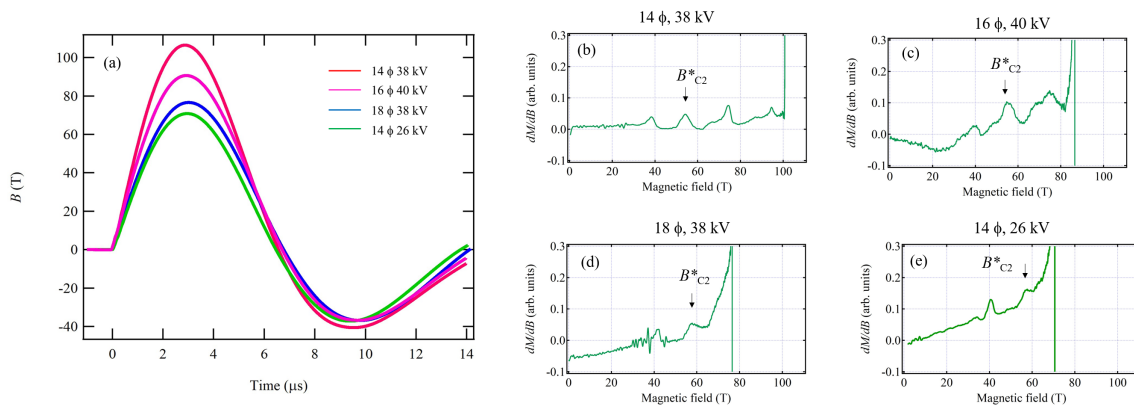 (a)
B (T)
100
80
60
40
20
0
-20
-40
0 2 4 6 8 10 12 14
Time (μs)
14 ϕ 38 kV
16 ϕ 40 kV
18 ϕ 38 kV
14 ϕ 26 kV
14 ϕ, 38 kV
(b)
B*C2
dM/dB (arb. units)
0.3
0.2
0.1
0.0
-0.1
0 20 40 60 80 100
Magnetic field (T)
16 ϕ, 40 kV
(c)
B*C2
dM/dB (arb. units)
0.3
0.2
0.1
0.0
-0.1
0 20 40 60 80 100
Magnetic field (T)
18 ϕ, 38 kV
(d)
B*C2
dM/dB (arb. units)
0.3
0.2
0.1
0.0
-0.1
0 20 40 60 80 100
Magnetic field (T)
14 ϕ, 26 kV
(e)
B*C2
dM/dB (arb. units)
0.3
0.2
0.1
0.0
-0.1
0 20 40 60 80 100
Magnetic field (T)